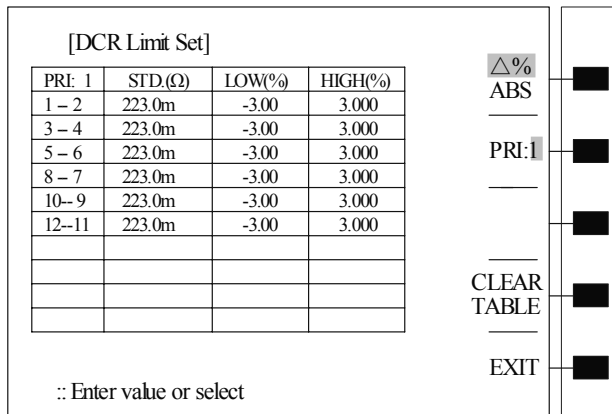 [DCR Limit Set]
PRI: 1 STD.(Ω) LOW(%) HIGH(%)
1 – 2 223.0m -3.00 3.000
3 – 4 223.0m -3.00 3.000
5 – 6 223.0m -3.00 3.000
8 – 7 223.0m -3.00 3.000
10-- 9 223.0m -3.00 3.000
12--11 223.0m -3.00 3.000
:: Enter value or select
△%
ABS
PRI:1
CLEAR
TABLE
EXIT